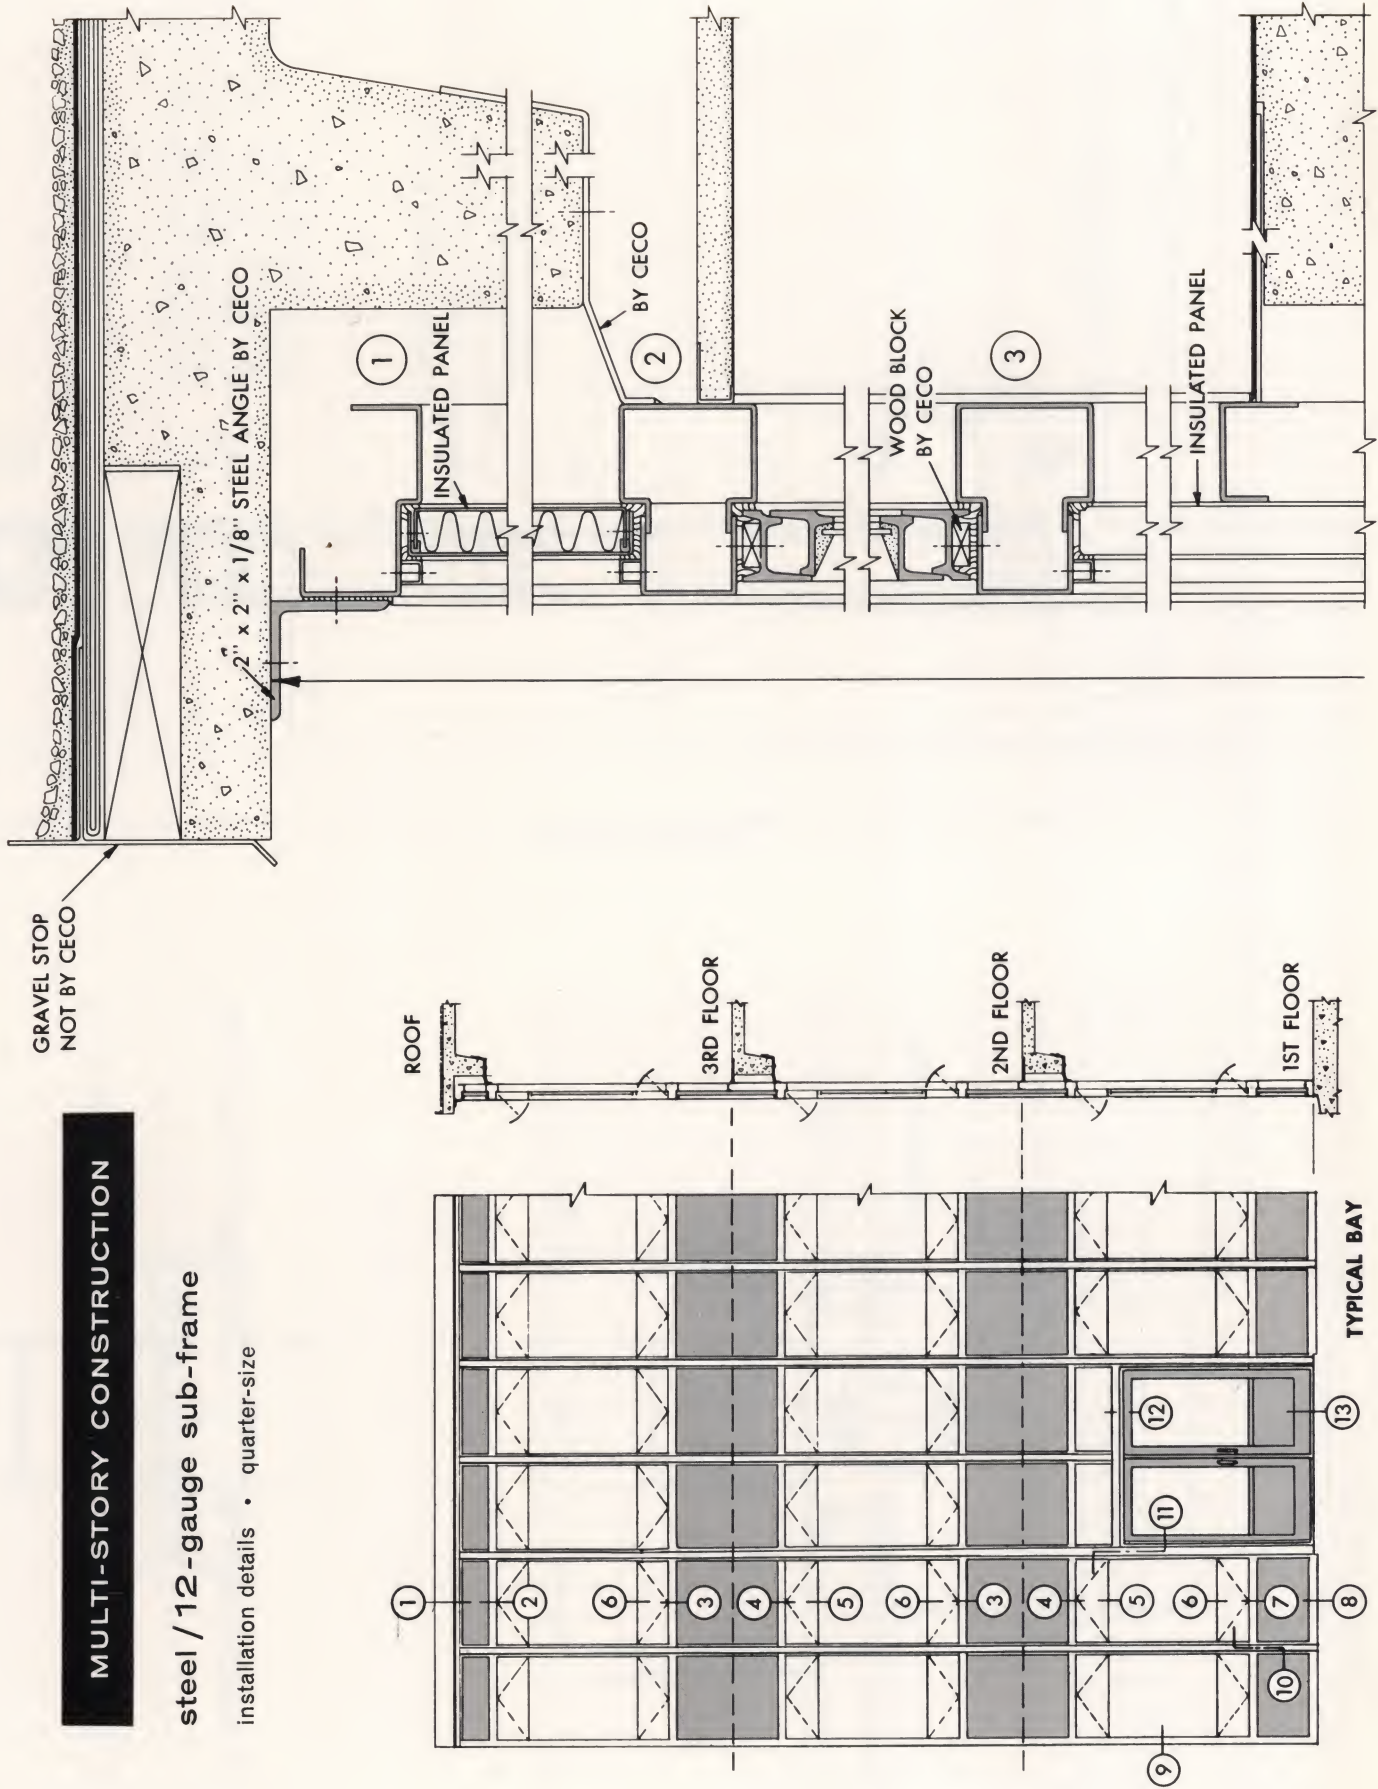 MULTI-STORY CONSTRUCTION
steel / 12-gauge sub-frame
installation details • quarter-size
GRAVEL STOP
NOT BY CECO
2" x 2" x 1/8" STEEL ANGLE BY CECO
1
INSULATED PANEL
BY CECO
2
WOOD BLOCK
BY CECO
3
INSULATED PANEL
ROOF
3RD FLOOR
2ND FLOOR
1ST FLOOR
1
2
6
3
4
5
6
3
4
5
6
7
8
9
10
11
12
13
TYPICAL BAY